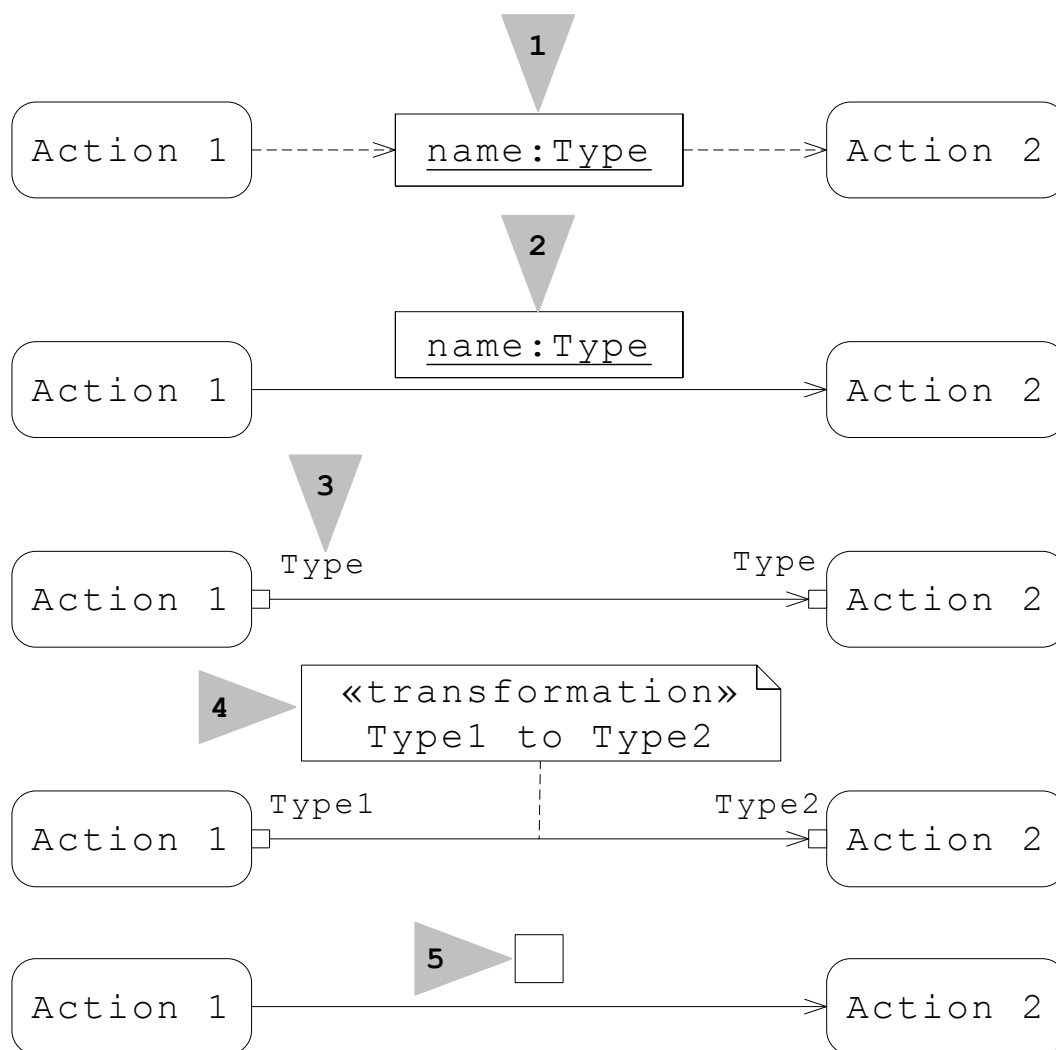 1
Action 1
name:Type
Action 2
2
name:Type
Action 1
Action 2
3
Type
Type
Action 1
Action 2
4
«transformation»
Type1 to Type2
Type1
Type2
Action 1
Action 2
5
Action 1
Action 2